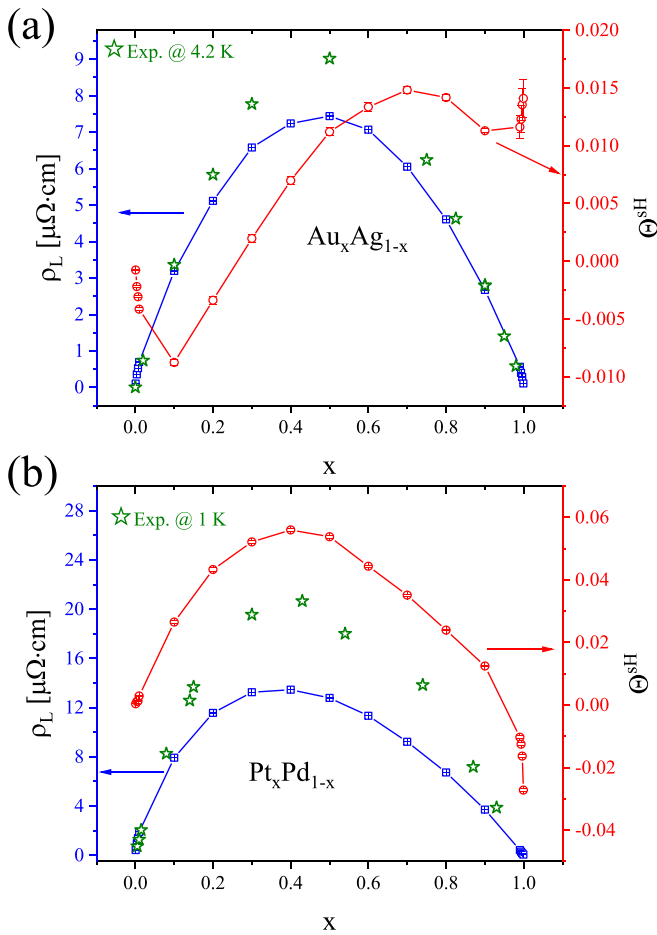 (a)
☆ Exp. @ 4.2 K
ρL [μΩ·cm]
9
8
7
6
5
4
3
2
1
0
0.020
0.015
0.010
0.005
0.000
-0.005
-0.010
ΘsH
AuxAg1-x
0.0 0.2 0.4 0.6 0.8 1.0
x
(b)
☆ Exp. @ 1 K
ρL [μΩ·cm]
28
24
20
16
12
8
4
0
0.06
0.04
0.02
0.00
-0.02
-0.04
ΘsH
PtxPd1-x
0.0 0.2 0.4 0.6 0.8 1.0
x